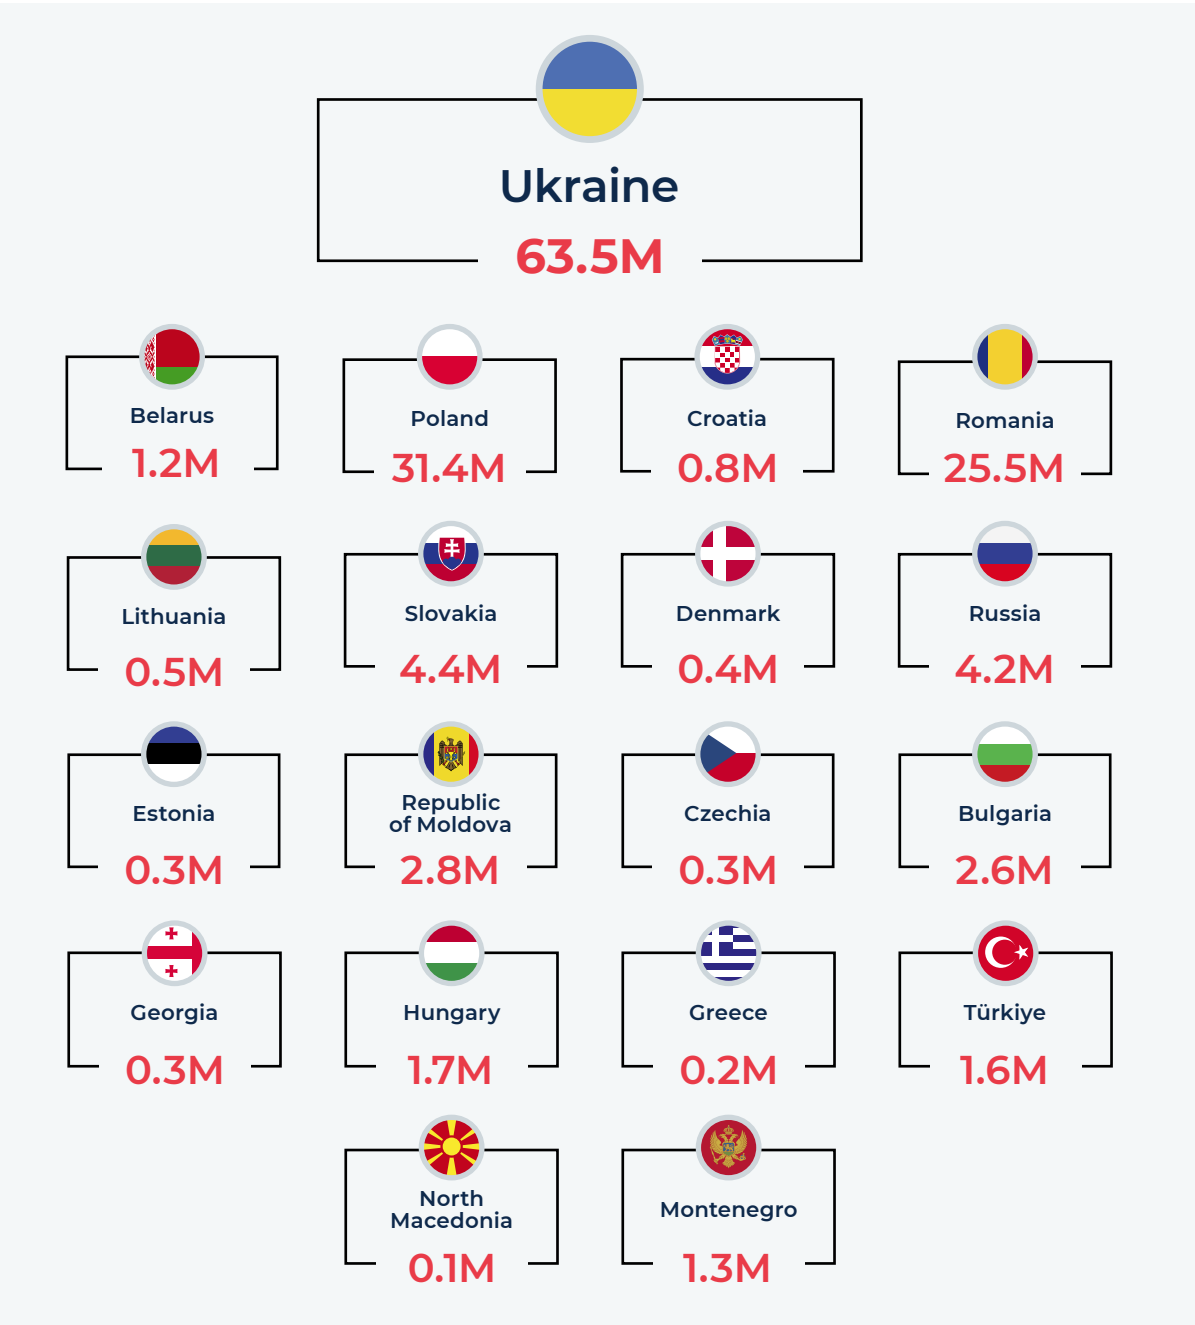 Ukraine
63.5M
Belarus
1.2M
Poland
31.4M
Croatia
0.8M
Romania
25.5M
Lithuania
0.5M
Slovakia
4.4M
Denmark
0.4M
Russia
4.2M
Estonia
0.3M
Republic
of Moldova
2.8M
Czechia
0.3M
Bulgaria
2.6M
Georgia
0.3M
Hungary
1.7M
Greece
0.2M
Türkiye
1.6M
North
Macedonia
0.1M
Montenegro
1.3M